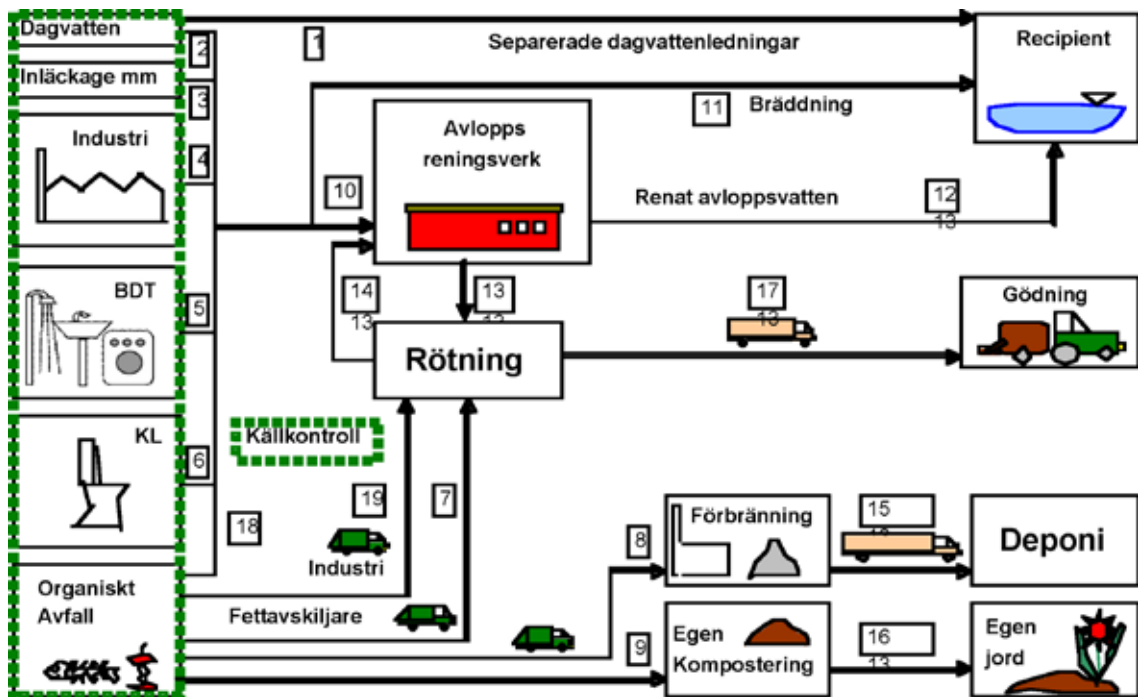 Dagvatten
2
1
Separerade dagvattenledningar
Recipient
Inläckage mm
3
11
Bräddning
Industri
4
Avlopps
reningsverk
10
Renat avloppsvatten
12
13
BDT
5
14
13
13
17
13
Gödning
Rötning
KL
Källkontroll
6
18
19
7
Industri
8
Förbränning
15
Deponi
Organiskt
Avfall
Fettavskiljare
9
Egen
Kompostering
16
13
Egen
jord